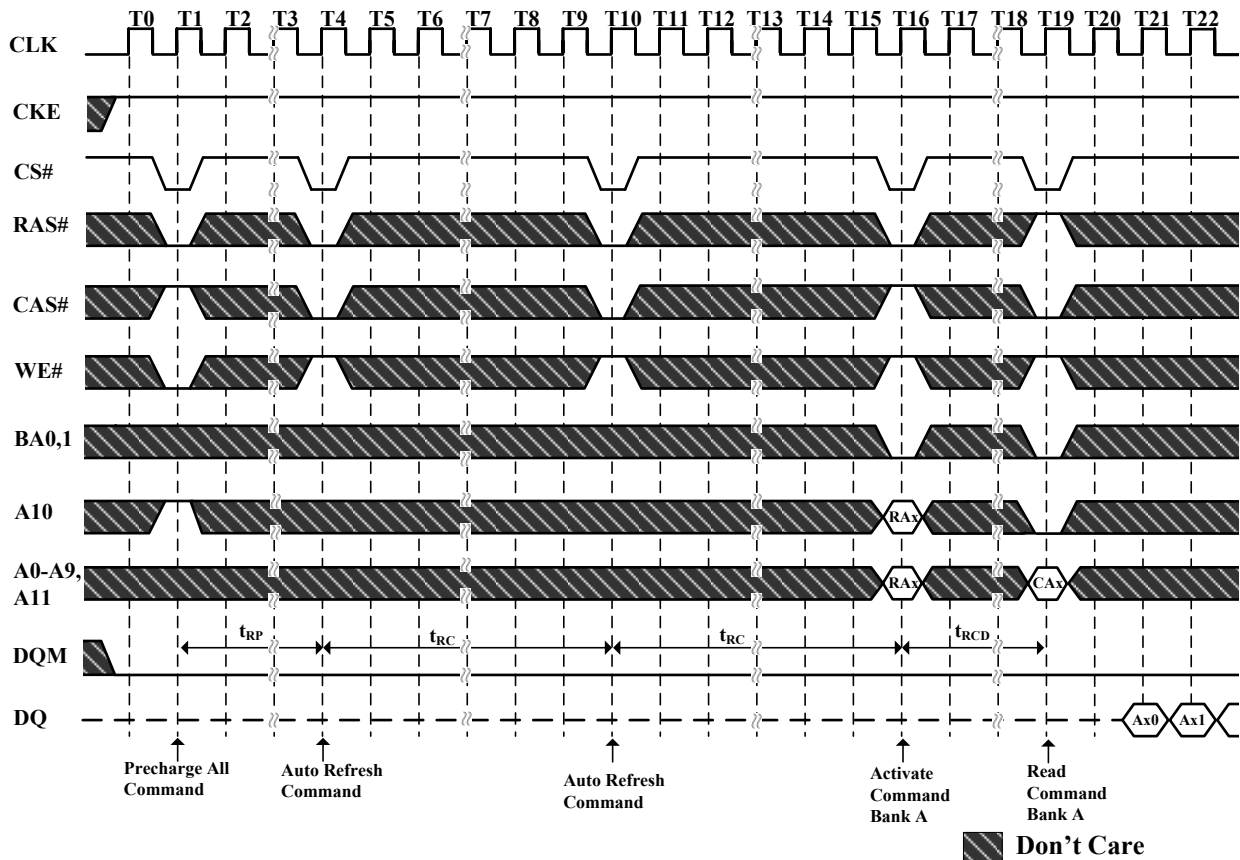 T0 T1 T2 T3 T4 T5 T6 T7 T8 T9 T10 T11 T12 T13 T14 T15 T16 T17 T18 T19 T20 T21 T22
CLK
CKE
CS#
RAS#
CAS#
WE#
BA0,1
A10
RAx
A0-A9,
A11
RAx
CAx
tRP
tRC
tRC
tRCD
DQM
DQ
Ax0
Ax1
Precharge All
Command
Auto Refresh
Command
Auto Refresh
Command
Activate
Command
Bank A
Read
Command
Bank A
Don't Care